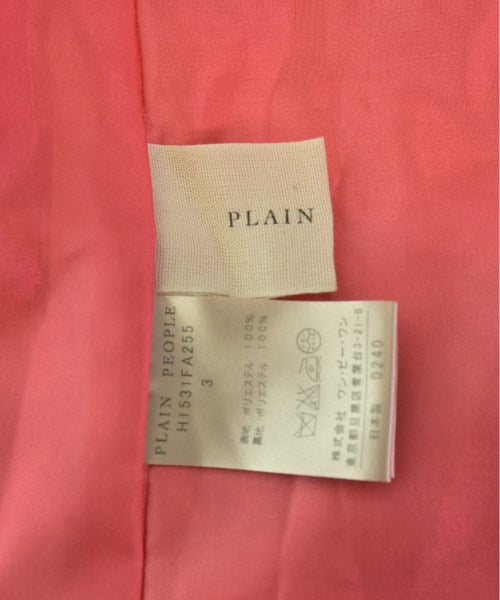 PLAIN
PLAIN PEOPLE
H1531FA255
3
表地 ポリエステル 100%
裏地 ポリエステル 100%
株式会社 ワン・ビー・ワン
東京都目黒区青葉台3-21-8
日本製 0240